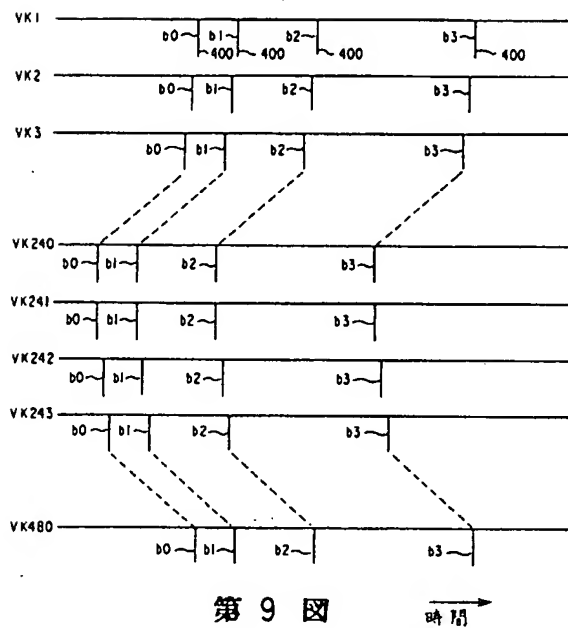 VK1
b0 b1 b2 b3
400 400 400 400
VK2
b0 b1 b2 b3
VK3
b0 b1 b2 b3
VK240
b0 b1 b2 b3
VK241
b0 b1 b2 b3
VK242
b0 b1 b2 b3
VK243
b0 b1 b2 b3
VK480
b0 b1 b2 b3
第9図
時間